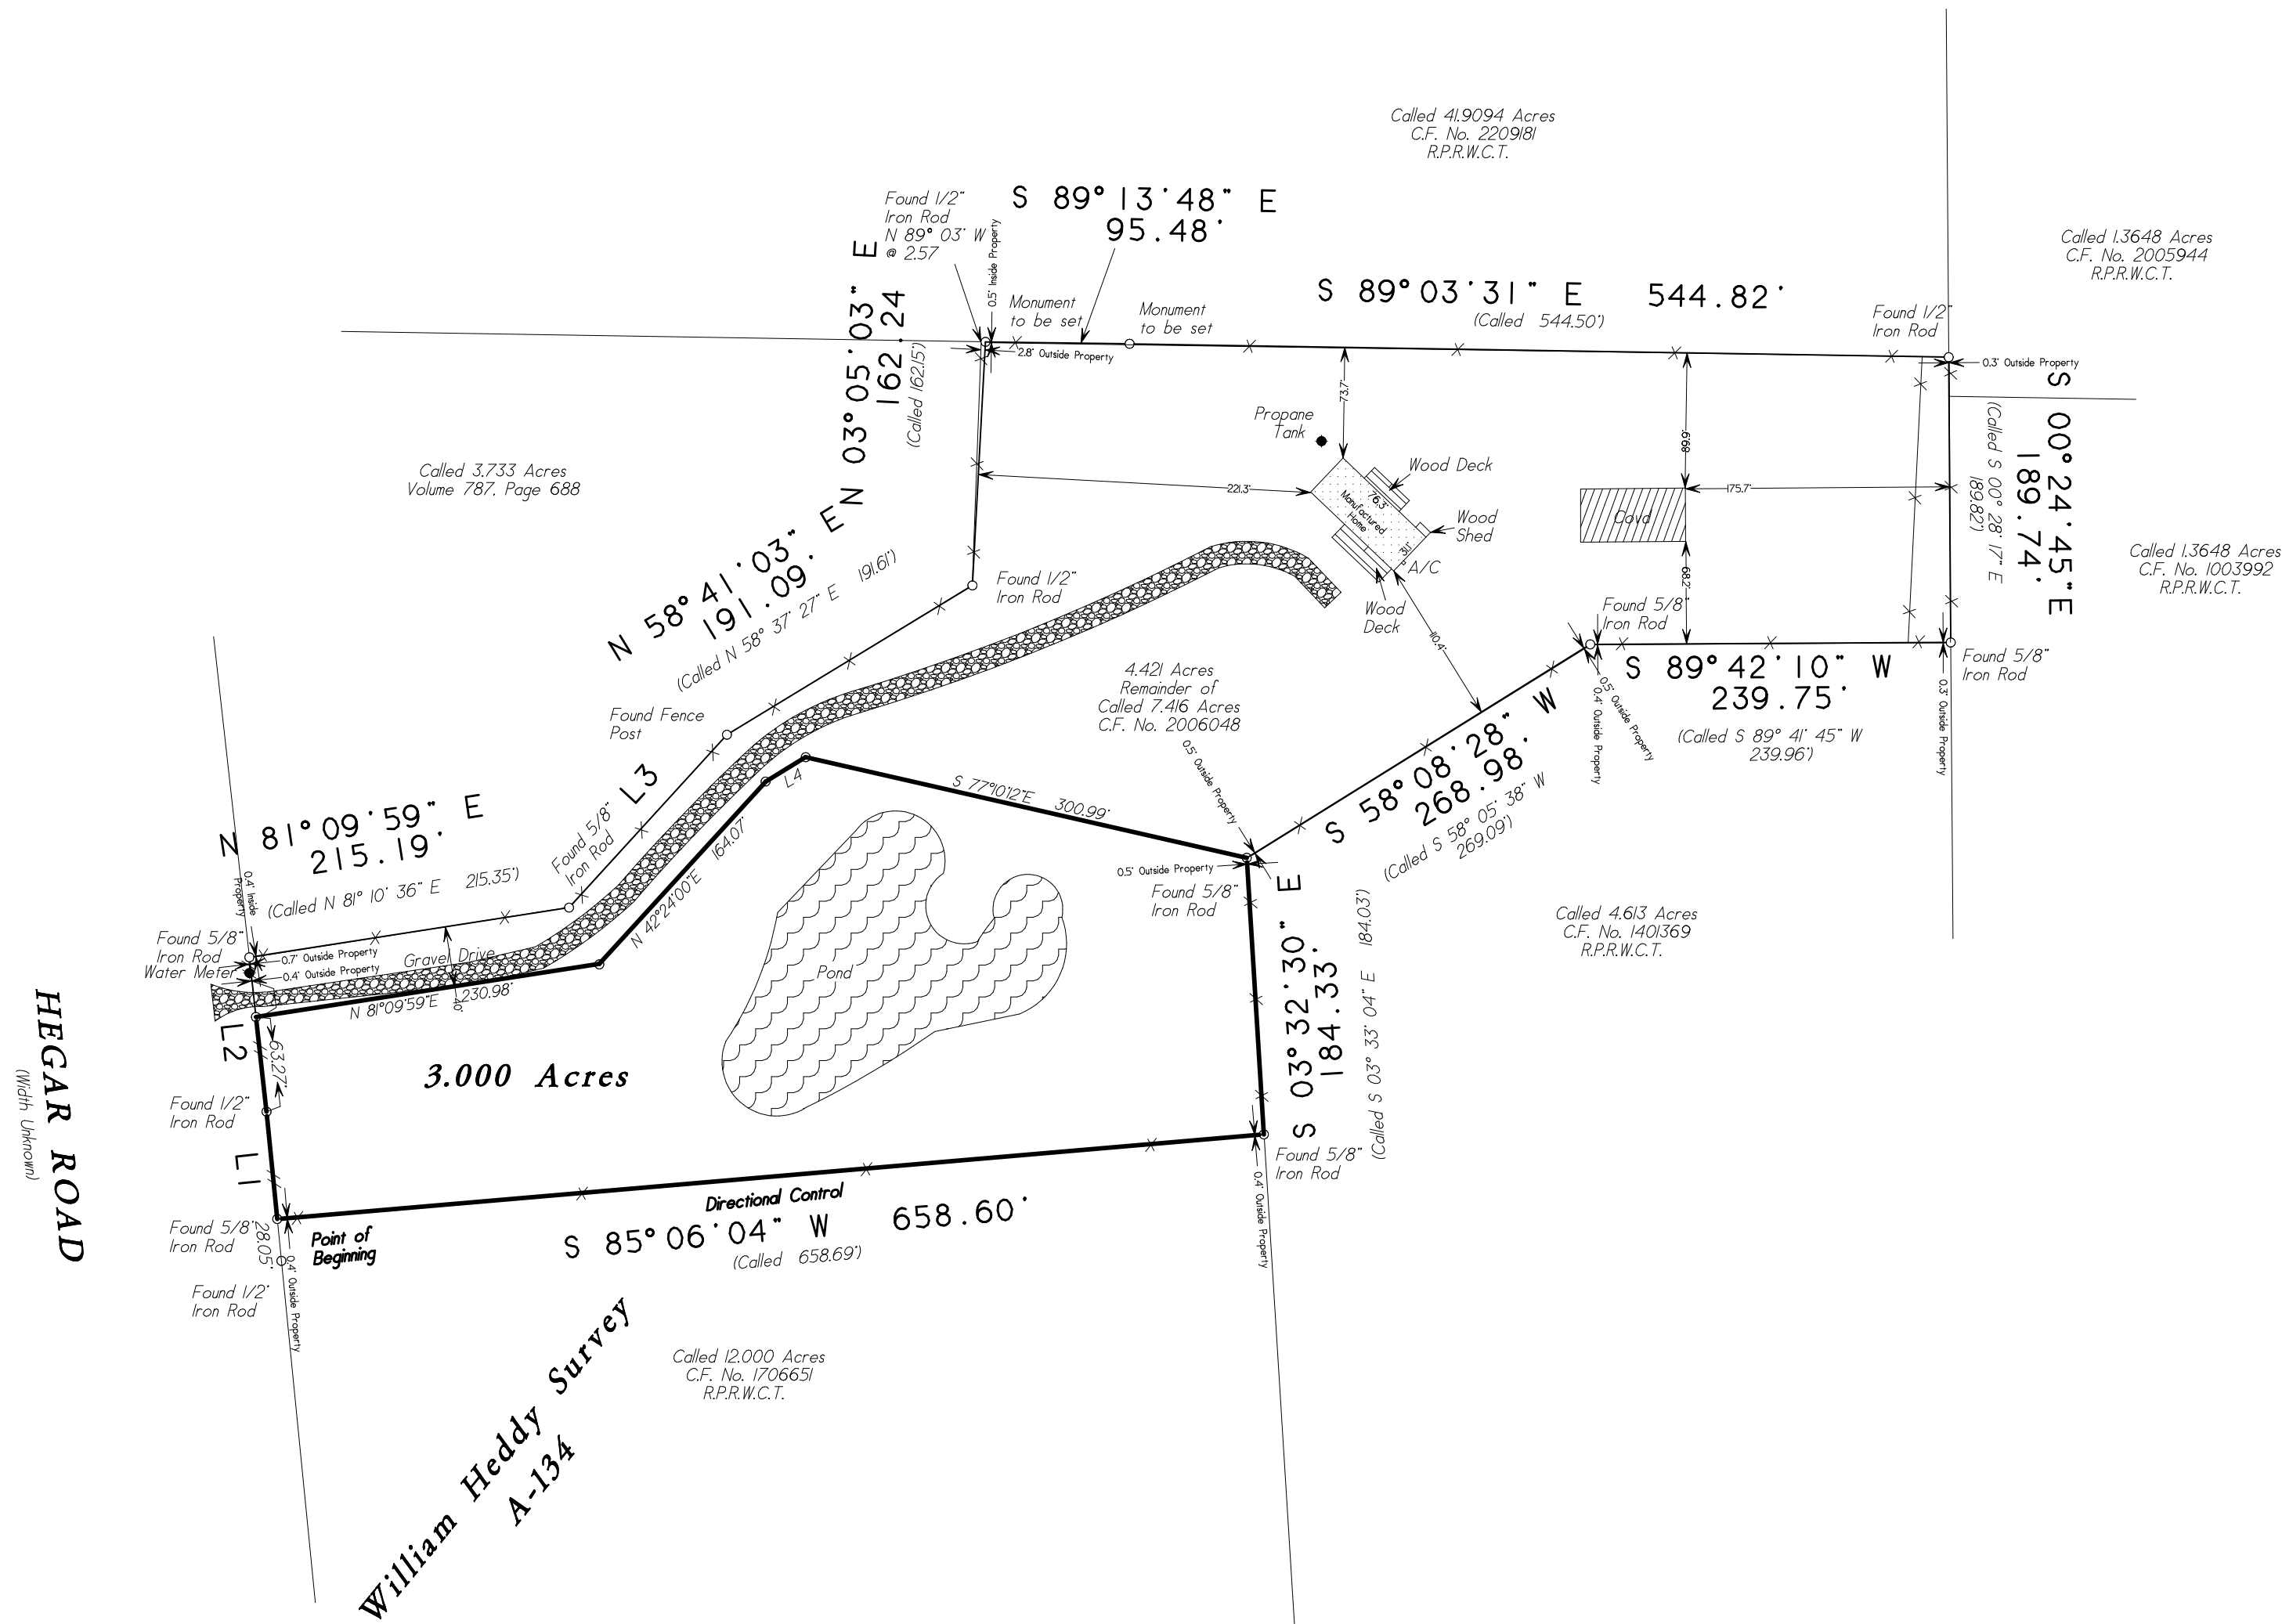 Called 41.9094 Acres
C.F. No. 2209181
R.P.R.W.C.T.
Found 1/2"
Iron Rod
N 89° 03' W
@ 2.57
S 89°13'48" E
95.48'
0.5' Inside Property
Called 1.3648 Acres
C.F. No. 2005944
R.P.R.W.C.T.
S 89°03'31" E 544.82'
(Called 544.50')
Monument
to be set
Monument
to be set
Found 1/2"
Iron Rod
2.8' Outside Property
0.3' Outside Property
N 03°05'03" E
162.24
(Called 162.15')
S 00°24'45"E
189.74'
(Called S 00° 28' 17" E
189.82')
73.7'
89.9'
Propane
Tank
Wood Deck
Called 3.733 Acres
Volume 787, Page 688
221.3'
76.3'
Manufactured
Home
31.1'
Wood
Shed
A/C
Wood
Deck
Covd
175.7'
68.2'
Called 1.3648 Acres
C.F. No. 1003992
R.P.R.W.C.T.
N 58°41'03" E
191.09'
(Called N 58° 37' 27" E 191.61')
Found 1/2"
Iron Rod
Found 5/8"
Iron Rod
110.4'
S 89°42'10" W
239.75'
(Called S 89° 41' 45" W
239.96')
Found 5/8"
Iron Rod
0.5' Outside Property
0.4' Outside Property
0.3' Outside Property
4.421 Acres
Remainder of
Called 7.416 Acres
C.F. No. 2006048
Found Fence
Post
L3
L4
S 77°10'12"E 300.99'
0.5' Outside Property
S 58°08'28" W
268.98'
(Called S 58° 05' 38" W
269.09')
N 81°09'59" E
215.19'
(Called N 81° 10' 36" E 215.35')
Found 5/8"
Iron Rod
164.07'
N 42°24'00"E
0.5' Outside Property
Found 5/8"
Iron Rod
0.4' Inside
Property
Found 5/8"
Iron Rod
Water Meter
0.7' Outside Property
0.4' Outside Property
Gravel Drive
40'
N 81°09'59"E 230.98'
Pond
Called 4.613 Acres
C.F. No. 1401369
R.P.R.W.C.T.
S 03°32'30" E
184.33'
(Called S 03° 33' 04" E 184.03')
HEGAR ROAD
(Width Unknown)
L2
63.27'
3.000 Acres
Found 1/2"
Iron Rod
L1
Found 5/8"
Iron Rod
0.4' Outside Property
Directional Control
S 85°06'04" W 658.60'
(Called 658.69')
Found 5/8"
Iron Rod
28.05'
Point of
Beginning
0.4' Outside Property
Found 1/2'
Iron Rod
William Heddy Survey
A-134
Called 12.000 Acres
C.F. No. 1706651
R.P.R.W.C.T.